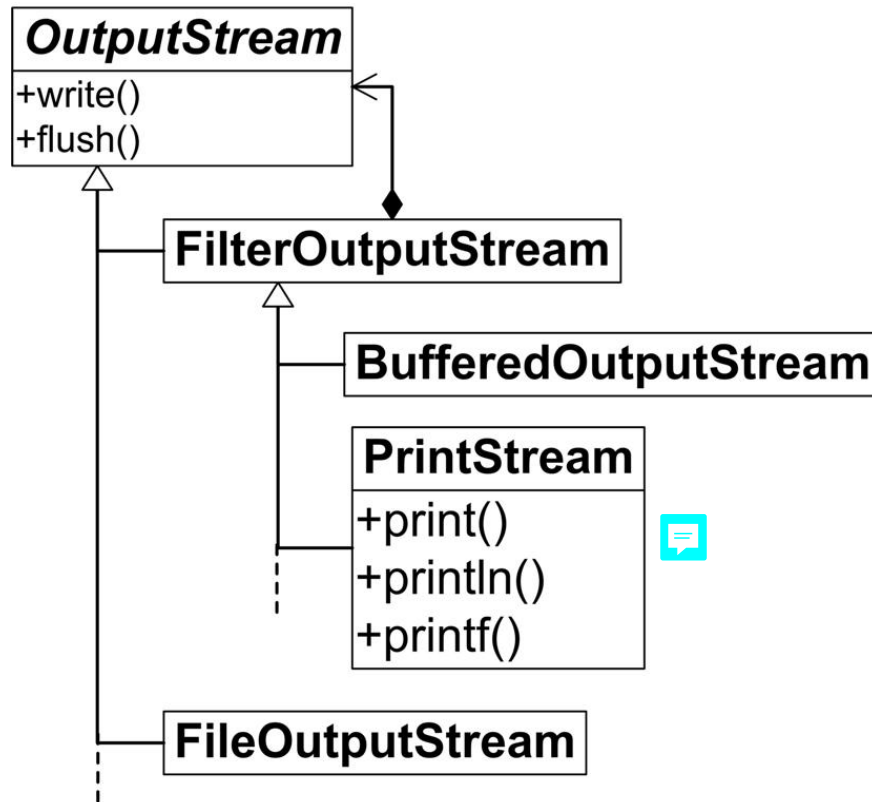 OutputStream
+write()
+flush()
FilterOutputStream
BufferedOutputStream
PrintStream
+print()
+println()
+printf()
FileOutputStream